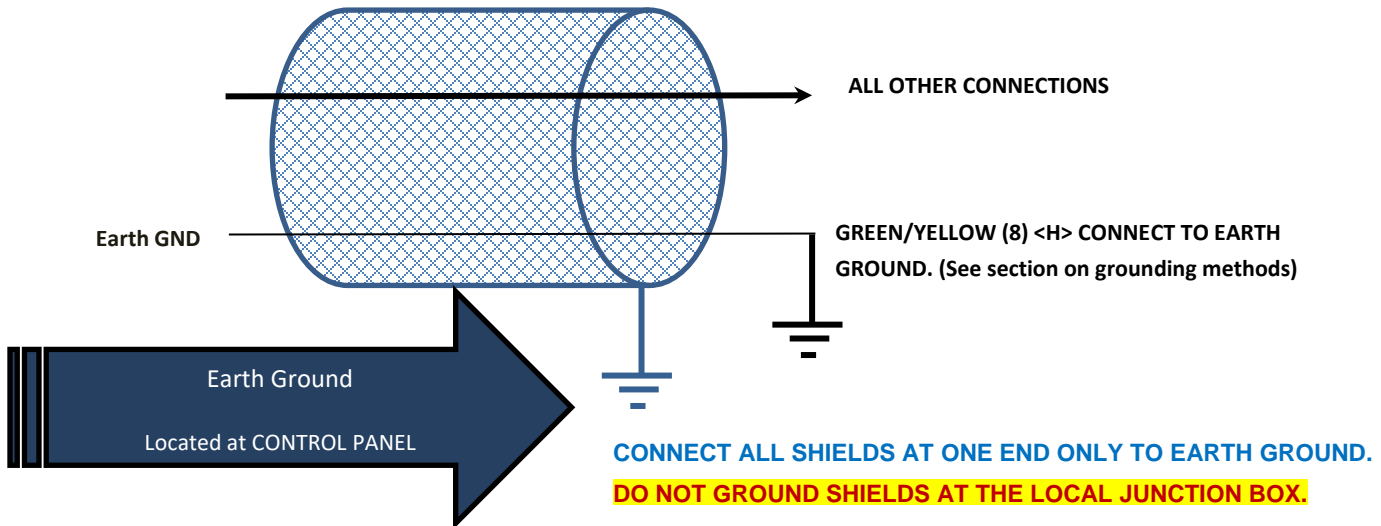 ALL OTHER CONNECTIONS
Earth GND
GREEN/YELLOW (8) <H> CONNECT TO EARTH
GROUND. (See section on grounding methods)
Earth Ground
Located at CONTROL PANEL
CONNECT ALL SHIELDS AT ONE END ONLY TO EARTH GROUND.
DO NOT GROUND SHIELDS AT THE LOCAL JUNCTION BOX.